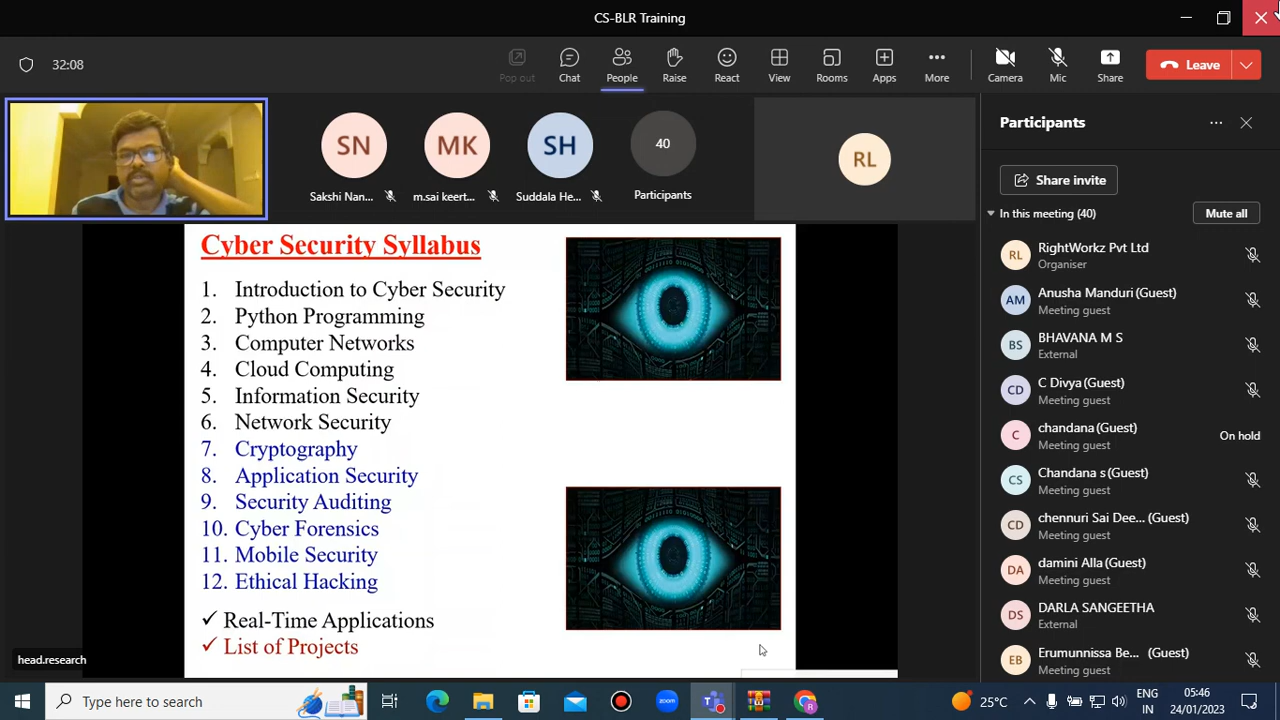 CS-BLR Training
32:08
Pop out
Chat
People
Raise
React
View
Rooms
Apps
More
Camera
Mic
Share
Leave
SN
MK
SH
40
Sakshi Nan...
m.sai keert...
Suddala He...
Participants
RL
Participants
Share invite
In this meeting (40)
Mute all
RL
RightWorkz Pvt Ltd
Organiser
AM
Anusha Manduri (Guest)
Meeting guest
BS
BHAVANA M S
External
CD
C Divya (Guest)
Meeting guest
C
chandana (Guest)
Meeting guest
On hold
CS
Chandana s (Guest)
Meeting guest
CD
chennuri Sai Dee... (Guest)
Meeting guest
DA
damini Alla (Guest)
Meeting guest
DS
DARLA SANGEETHA
External
EB
Erumunnissa Be... (Guest)
Meeting guest
Cyber Security Syllabus
1. Introduction to Cyber Security
2. Python Programming
3. Computer Networks
4. Cloud Computing
5. Information Security
6. Network Security
7. Cryptography
8. Application Security
9. Security Auditing
10. Cyber Forensics
11. Mobile Security
12. Ethical Hacking
✓ Real-Time Applications
✓ List of Projects
head.research
Type here to search
zoom
25°C
ENG
IN
05:46
24/01/2023